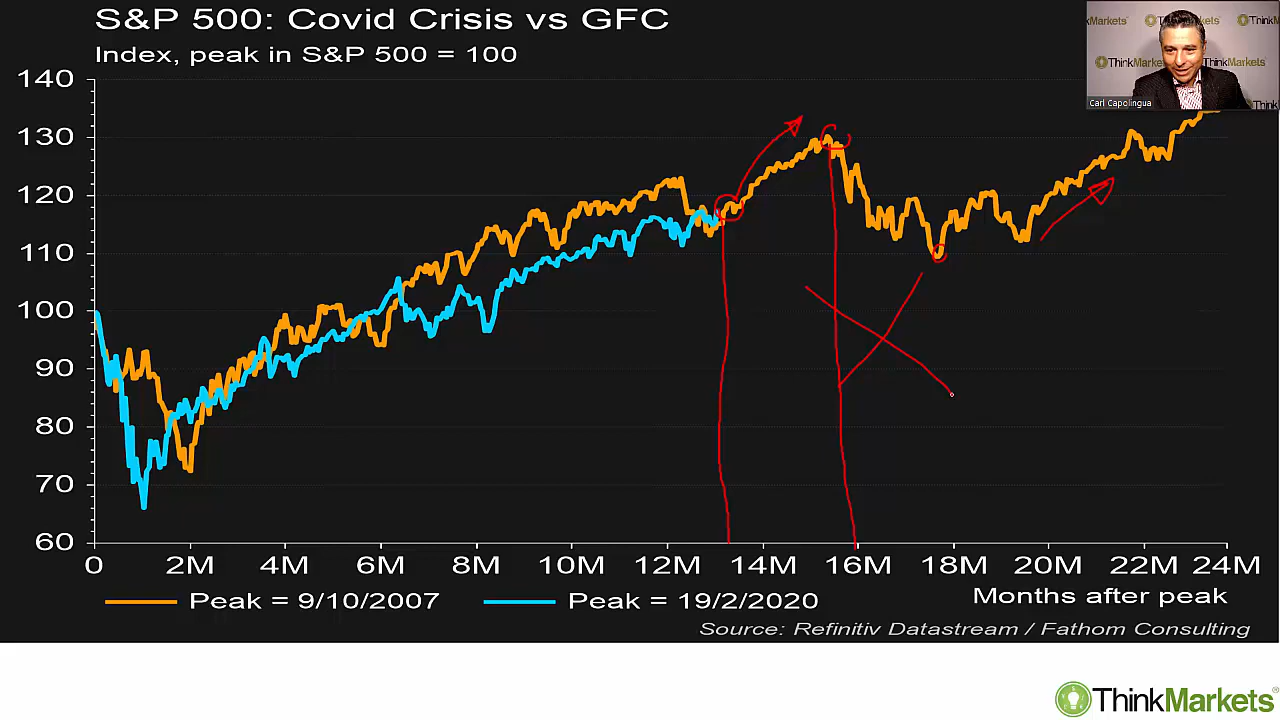 S&P 500: Covid Crisis vs GFC
Index, peak in S&P 500 = 100
140
130
120
110
100
90
80
70
60
0 2M 4M 6M 8M 10M 12M 14M 16M 18M 20M 22M 24M
Months after peak
Peak = 9/10/2007 Peak = 19/2/2020
Source: Refinitiv Datastream / Fathom Consulting
ThinkMarkets
ThinkMarkets
Carl Capolingua
ThinkMarkets®